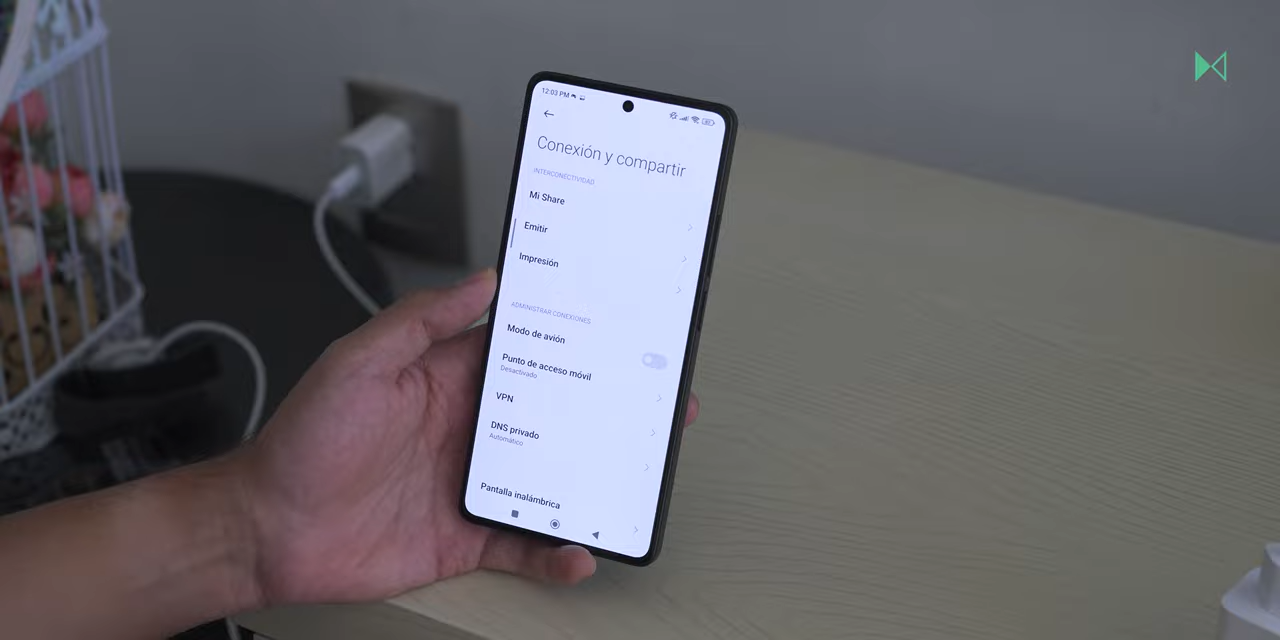 12:03 PM
Conexión y compartir
INTERCONECTIVIDAD
Mi Share
Emitir
Impresión
ADMINISTRAR CONEXIONES
Modo de avión
Punto de acceso móvil
Desactivado
VPN
DNS privado
Automático
Pantalla inalámbrica